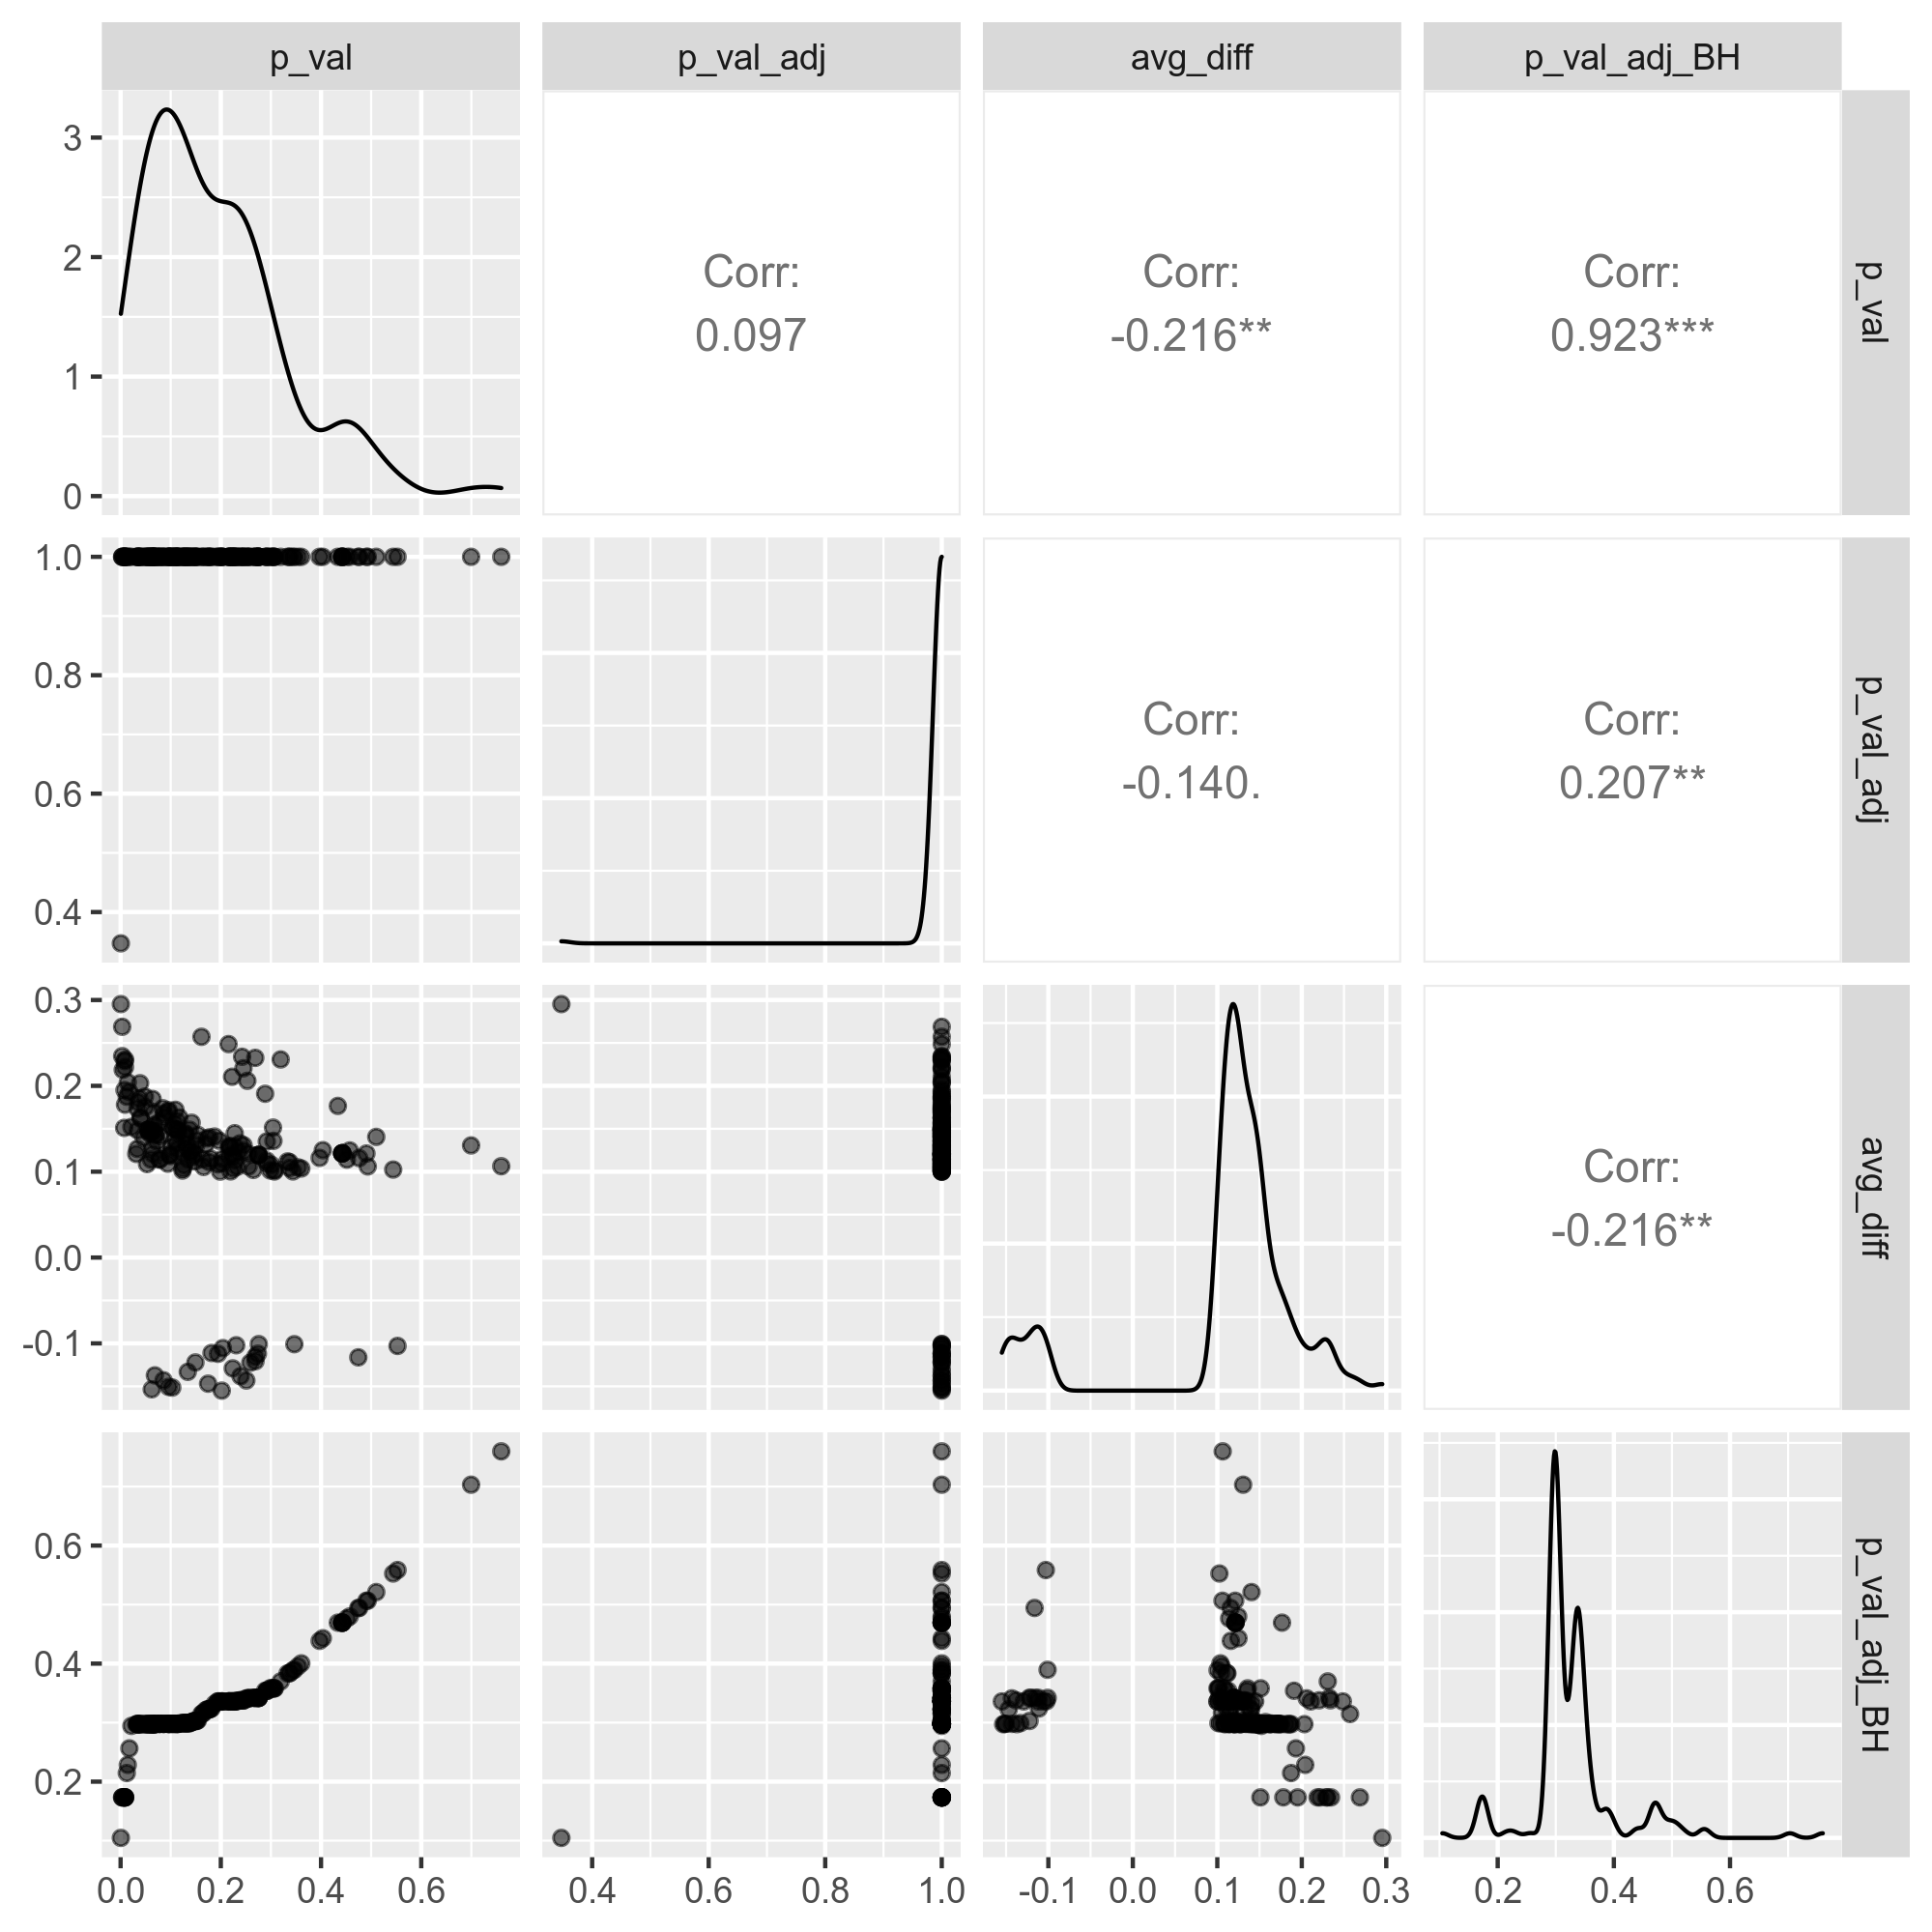 p_val p_val_adj avg_diff p_val_adj_BH
3
2
1
0
Corr:
0.097
Corr:
-0.216**
Corr:
0.923***
p_val
1.0
0.8
0.6
0.4
Corr:
-0.140.
Corr:
0.207**
p_val_adj
0.3
0.2
0.1
0.0
-0.1
Corr:
-0.216**
avg_diff
0.6
0.4
0.2
p_val_adj_BH
0.0 0.2 0.4 0.6 0.4 0.6 0.8 1.0 -0.1 0.0 0.1 0.2 0.3 0.2 0.4 0.6